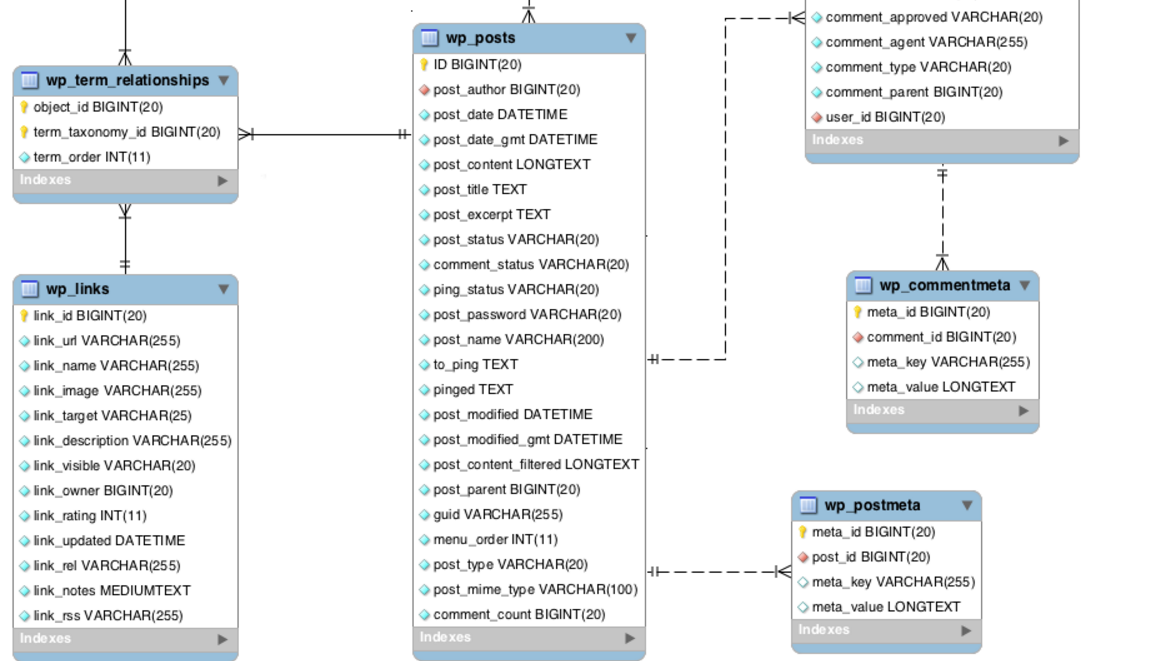 wp_term_relationships
object_id BIGINT(20)
term_taxonomy_id BIGINT(20)
term_order INT(11)
Indexes
wp_links
link_id BIGINT(20)
link_url VARCHAR(255)
link_name VARCHAR(255)
link_image VARCHAR(255)
link_target VARCHAR(25)
link_description VARCHAR(255)
link_visible VARCHAR(20)
link_owner BIGINT(20)
link_rating INT(11)
link_updated DATETIME
link_rel VARCHAR(255)
link_notes MEDIUMTEXT
link_rss VARCHAR(255)
Indexes
wp_posts
ID BIGINT(20)
post_author BIGINT(20)
post_date DATETIME
post_date_gmt DATETIME
post_content LONGTEXT
post_title TEXT
post_excerpt TEXT
post_status VARCHAR(20)
comment_status VARCHAR(20)
ping_status VARCHAR(20)
post_password VARCHAR(20)
post_name VARCHAR(200)
to_ping TEXT
pinged TEXT
post_modified DATETIME
post_modified_gmt DATETIME
post_content_filtered LONGTEXT
post_parent BIGINT(20)
guid VARCHAR(255)
menu_order INT(11)
post_type VARCHAR(20)
post_mime_type VARCHAR(100)
comment_count BIGINT(20)
Indexes
comment_approved VARCHAR(20)
comment_agent VARCHAR(255)
comment_type VARCHAR(20)
comment_parent BIGINT(20)
user_id BIGINT(20)
Indexes
wp_commentmeta
meta_id BIGINT(20)
comment_id BIGINT(20)
meta_key VARCHAR(255)
meta_value LONGTEXT
Indexes
wp_postmeta
meta_id BIGINT(20)
post_id BIGINT(20)
meta_key VARCHAR(255)
meta_value LONGTEXT
Indexes